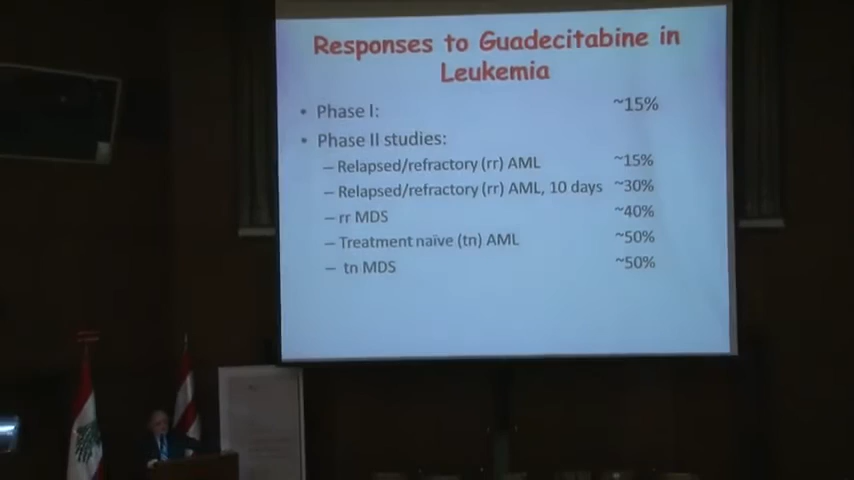 Responses to Guadecitabine in
Leukemia
• Phase I: ~15%
• Phase II studies:
– Relapsed/refractory (rr) AML ~15%
– Relapsed/refractory (rr) AML, 10 days ~30%
– rr MDS ~40%
– Treatment naïve (tn) AML ~50%
– tn MDS ~50%